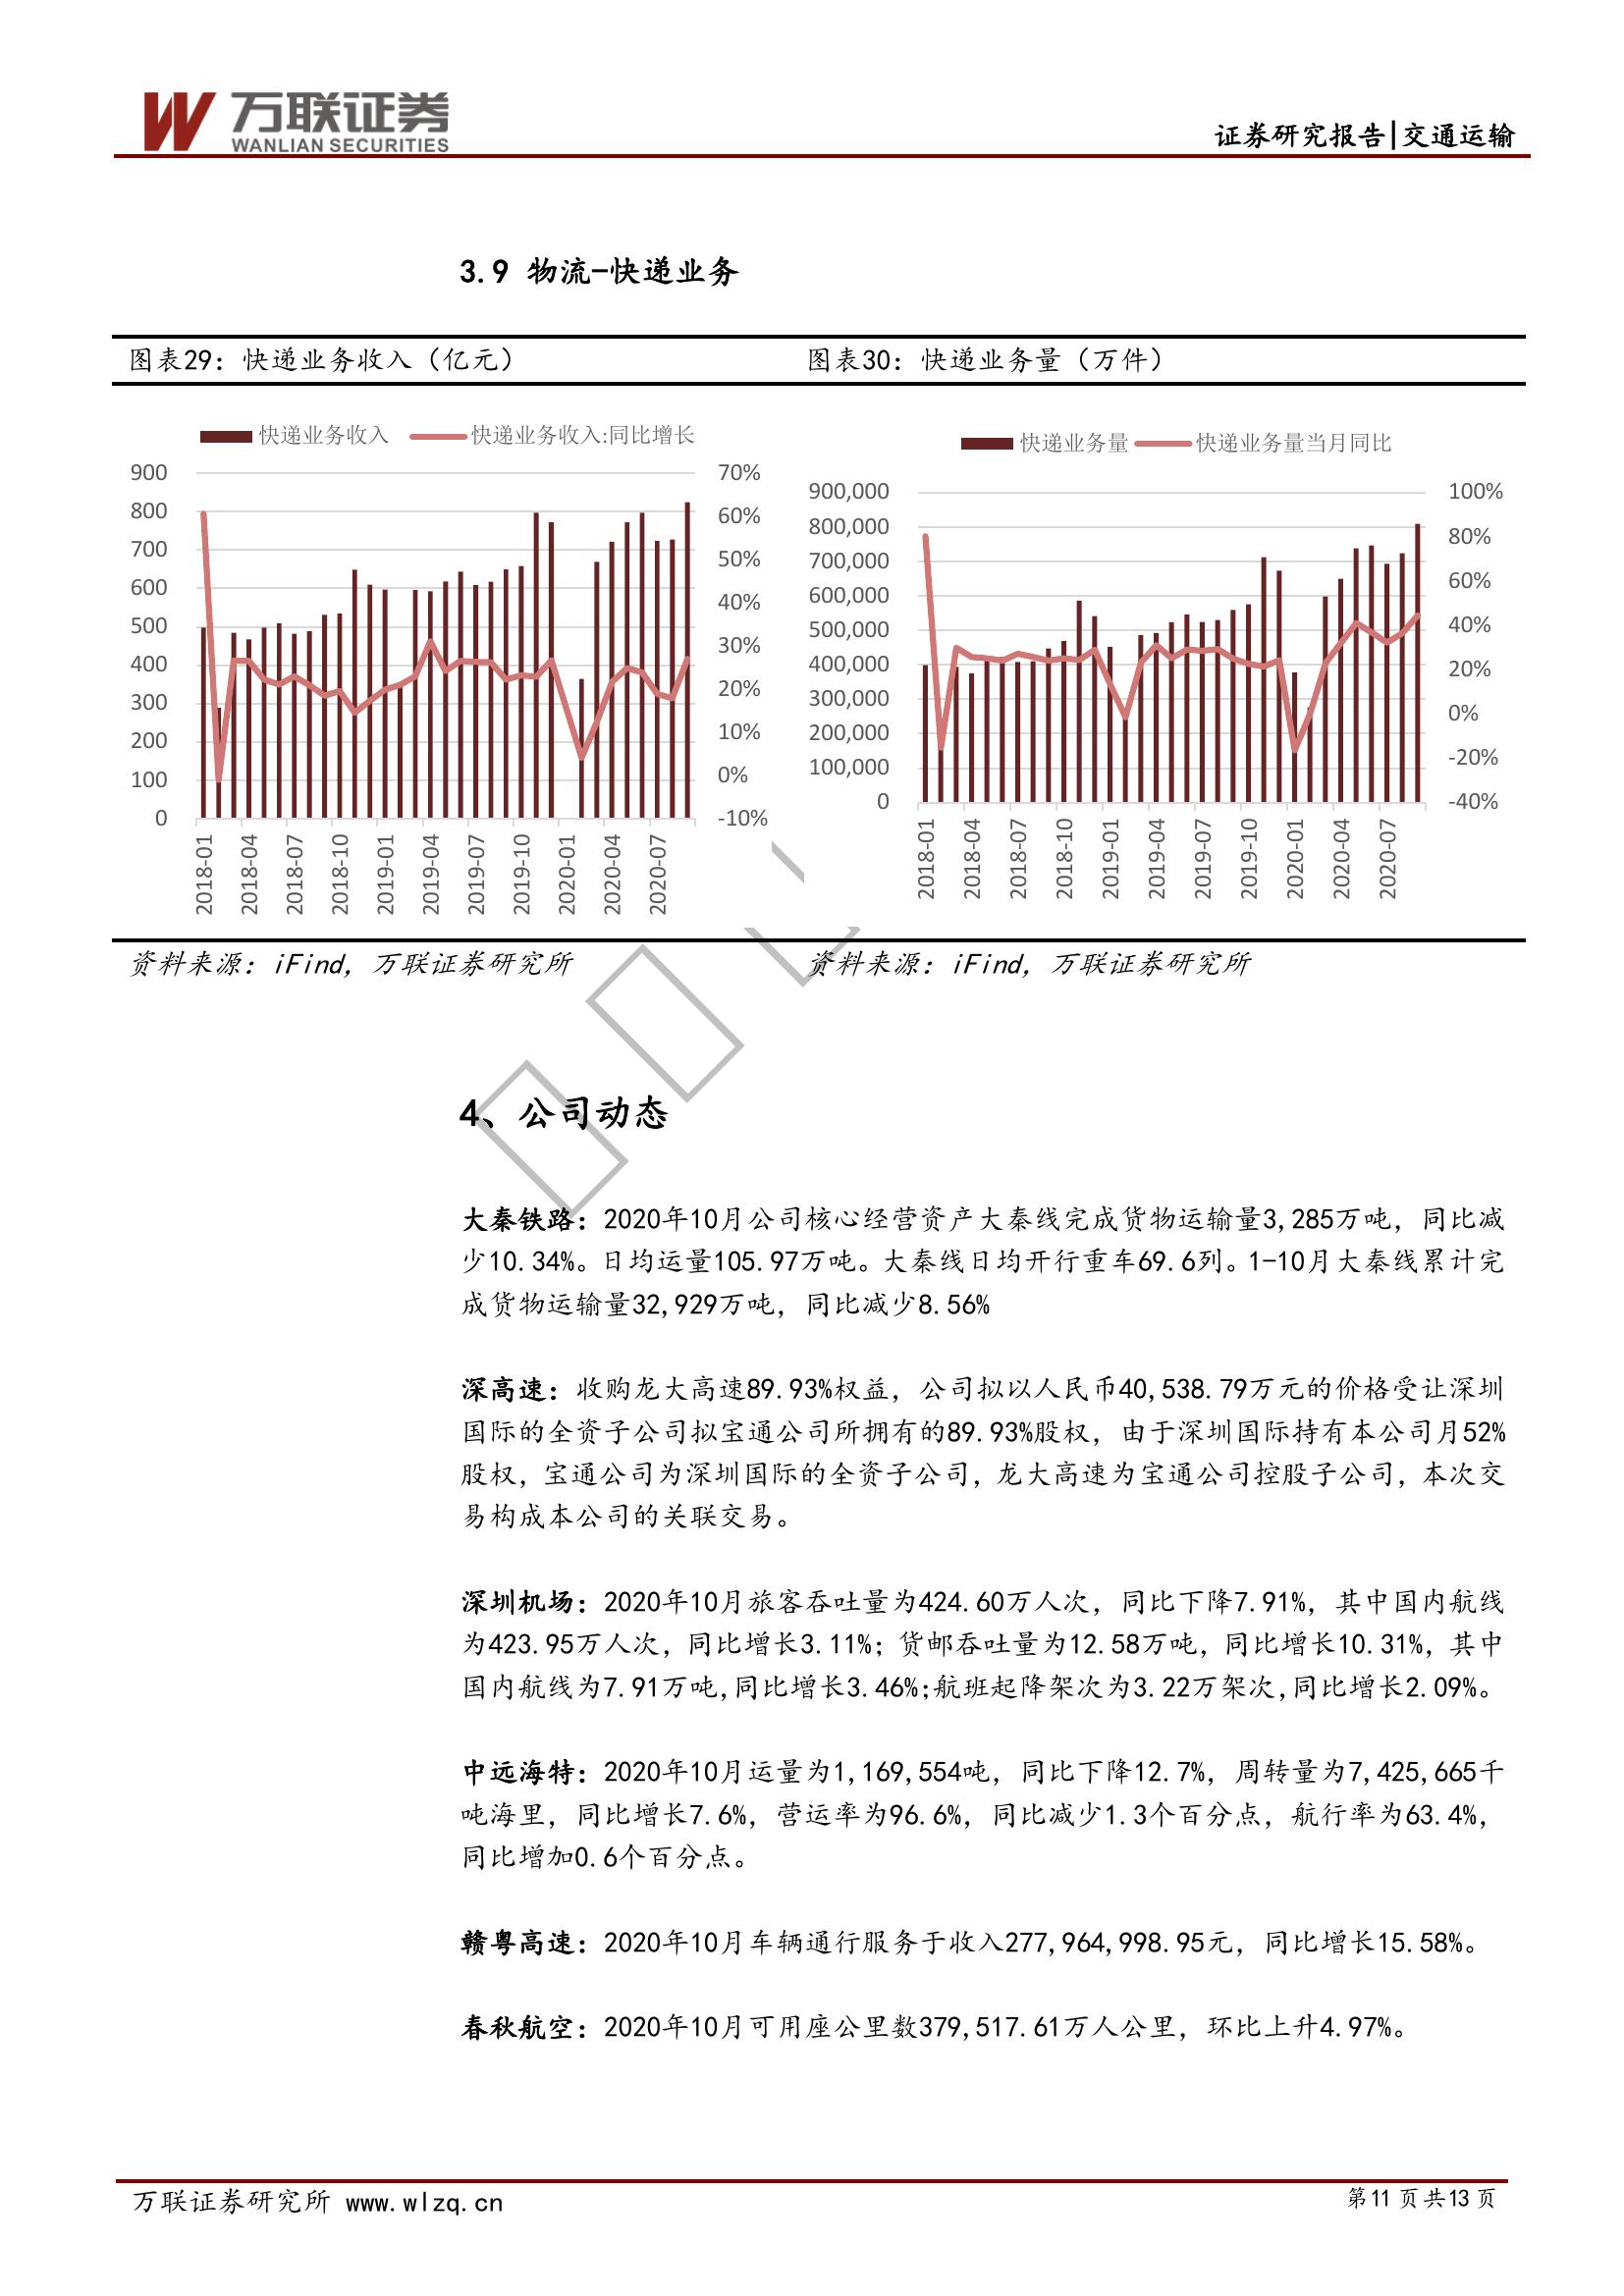 万联证券
WANLIAN SECURITIES
证券研究报告|交通运输
3.9 物流-快递业务
图表29：快递业务收入（亿元）
图表30：快递业务量（万件）
快递业务收入 快递业务收入:同比增长
900
800
700
600
500
400
300
200
100
0
70%
60%
50%
40%
30%
20%
10%
0%
-10%
2018-01
2018-04
2018-07
2018-10
2019-01
2019-04
2019-07
2019-10
2020-01
2020-04
2020-07
快递业务量 快递业务量当月同比
900,000
800,000
700,000
600,000
500,000
400,000
300,000
200,000
100,000
0
100%
80%
60%
40%
20%
0%
-20%
-40%
2018-01
2018-04
2018-07
2018-10
2019-01
2019-04
2019-07
2019-10
2020-01
2020-04
2020-07
资料来源：iFind，万联证券研究所
资料来源：iFind，万联证券研究所
4、公司动态
大秦铁路：2020年10月公司核心经营资产大秦线完成货物运输量3,285万吨，同比减
少10.34%。日均运量105.97万吨。大秦线日均开行重车69.6列。1-10月大秦线累计完
成货物运输量32,929万吨，同比减少8.56%
深高速：收购龙大高速89.93%权益，公司拟以人民币40,538.79万元的价格受让深圳
国际的全资子公司拟宝通公司所拥有的89.93%股权，由于深圳国际持有本公司月52%
股权，宝通公司为深圳国际的全资子公司，龙大高速为宝通公司控股子公司，本次交
易构成本公司的关联交易。
深圳机场：2020年10月旅客吞吐量为424.60万人次，同比下降7.91%，其中国内航线
为423.95万人次，同比增长3.11%；货邮吞吐量为12.58万吨，同比增长10.31%，其中
国内航线为7.91万吨,同比增长3.46%;航班起降架次为3.22万架次,同比增长2.09%。
中远海特：2020年10月运量为1,169,554吨，同比下降12.7%，周转量为7,425,665千
吨海里，同比增长7.6%，营运率为96.6%，同比减少1.3个百分点，航行率为63.4%，
同比增加0.6个百分点。
赣粤高速：2020年10月车辆通行服务于收入277,964,998.95元，同比增长15.58%。
春秋航空：2020年10月可用座公里数379,517.61万人公里，环比上升4.97%。
万联证券研究所 www.wlzq.cn
第11 页 共13 页